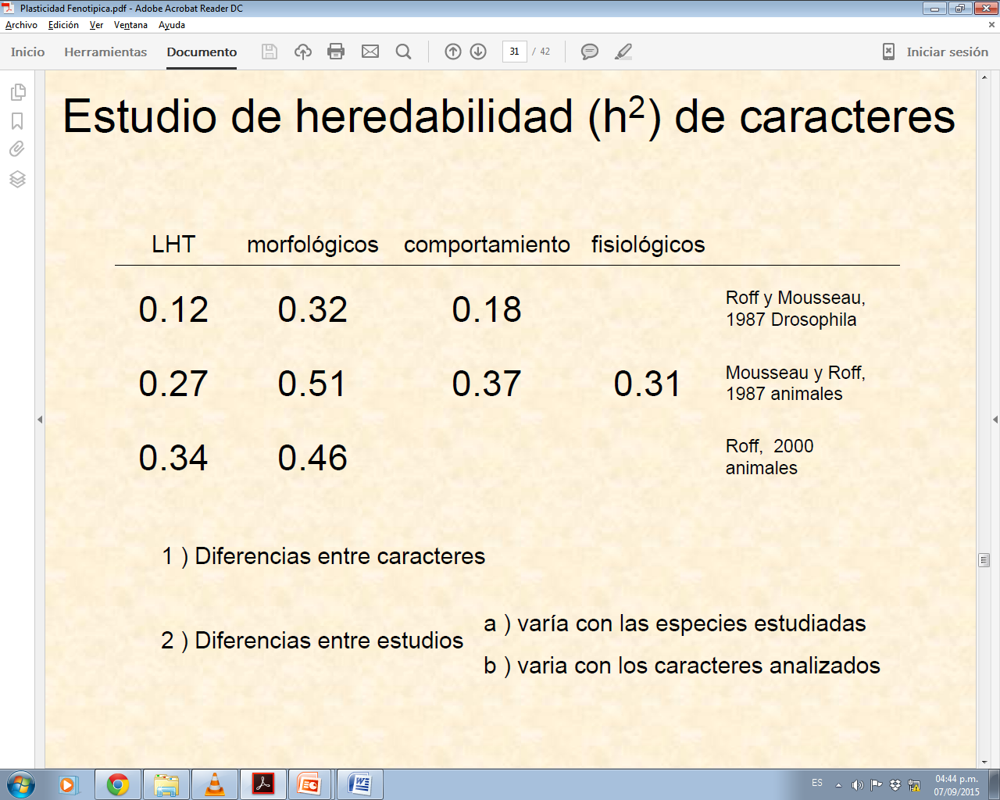 Plasticidad Fenotipica.pdf - Adobe Acrobat Reader DC
Archivo Edición Ver Ventana Ayuda
Inicio Herramientas Documento 31 / 42 Iniciar sesión
Estudio de heredabilidad (h²) de caracteres
LHT morfológicos comportamiento fisiológicos
0.12 0.32 0.18 Roff y Mousseau,
1987 Drosophila
0.27 0.51 0.37 0.31 Mousseau y Roff,
1987 animales
0.34 0.46 Roff, 2000
animales
1 ) Diferencias entre caracteres
2 ) Diferencias entre estudios
a ) varía con las especies estudiadas
b ) varia con los caracteres analizados
ES 04:44 p.m.
07/09/2015